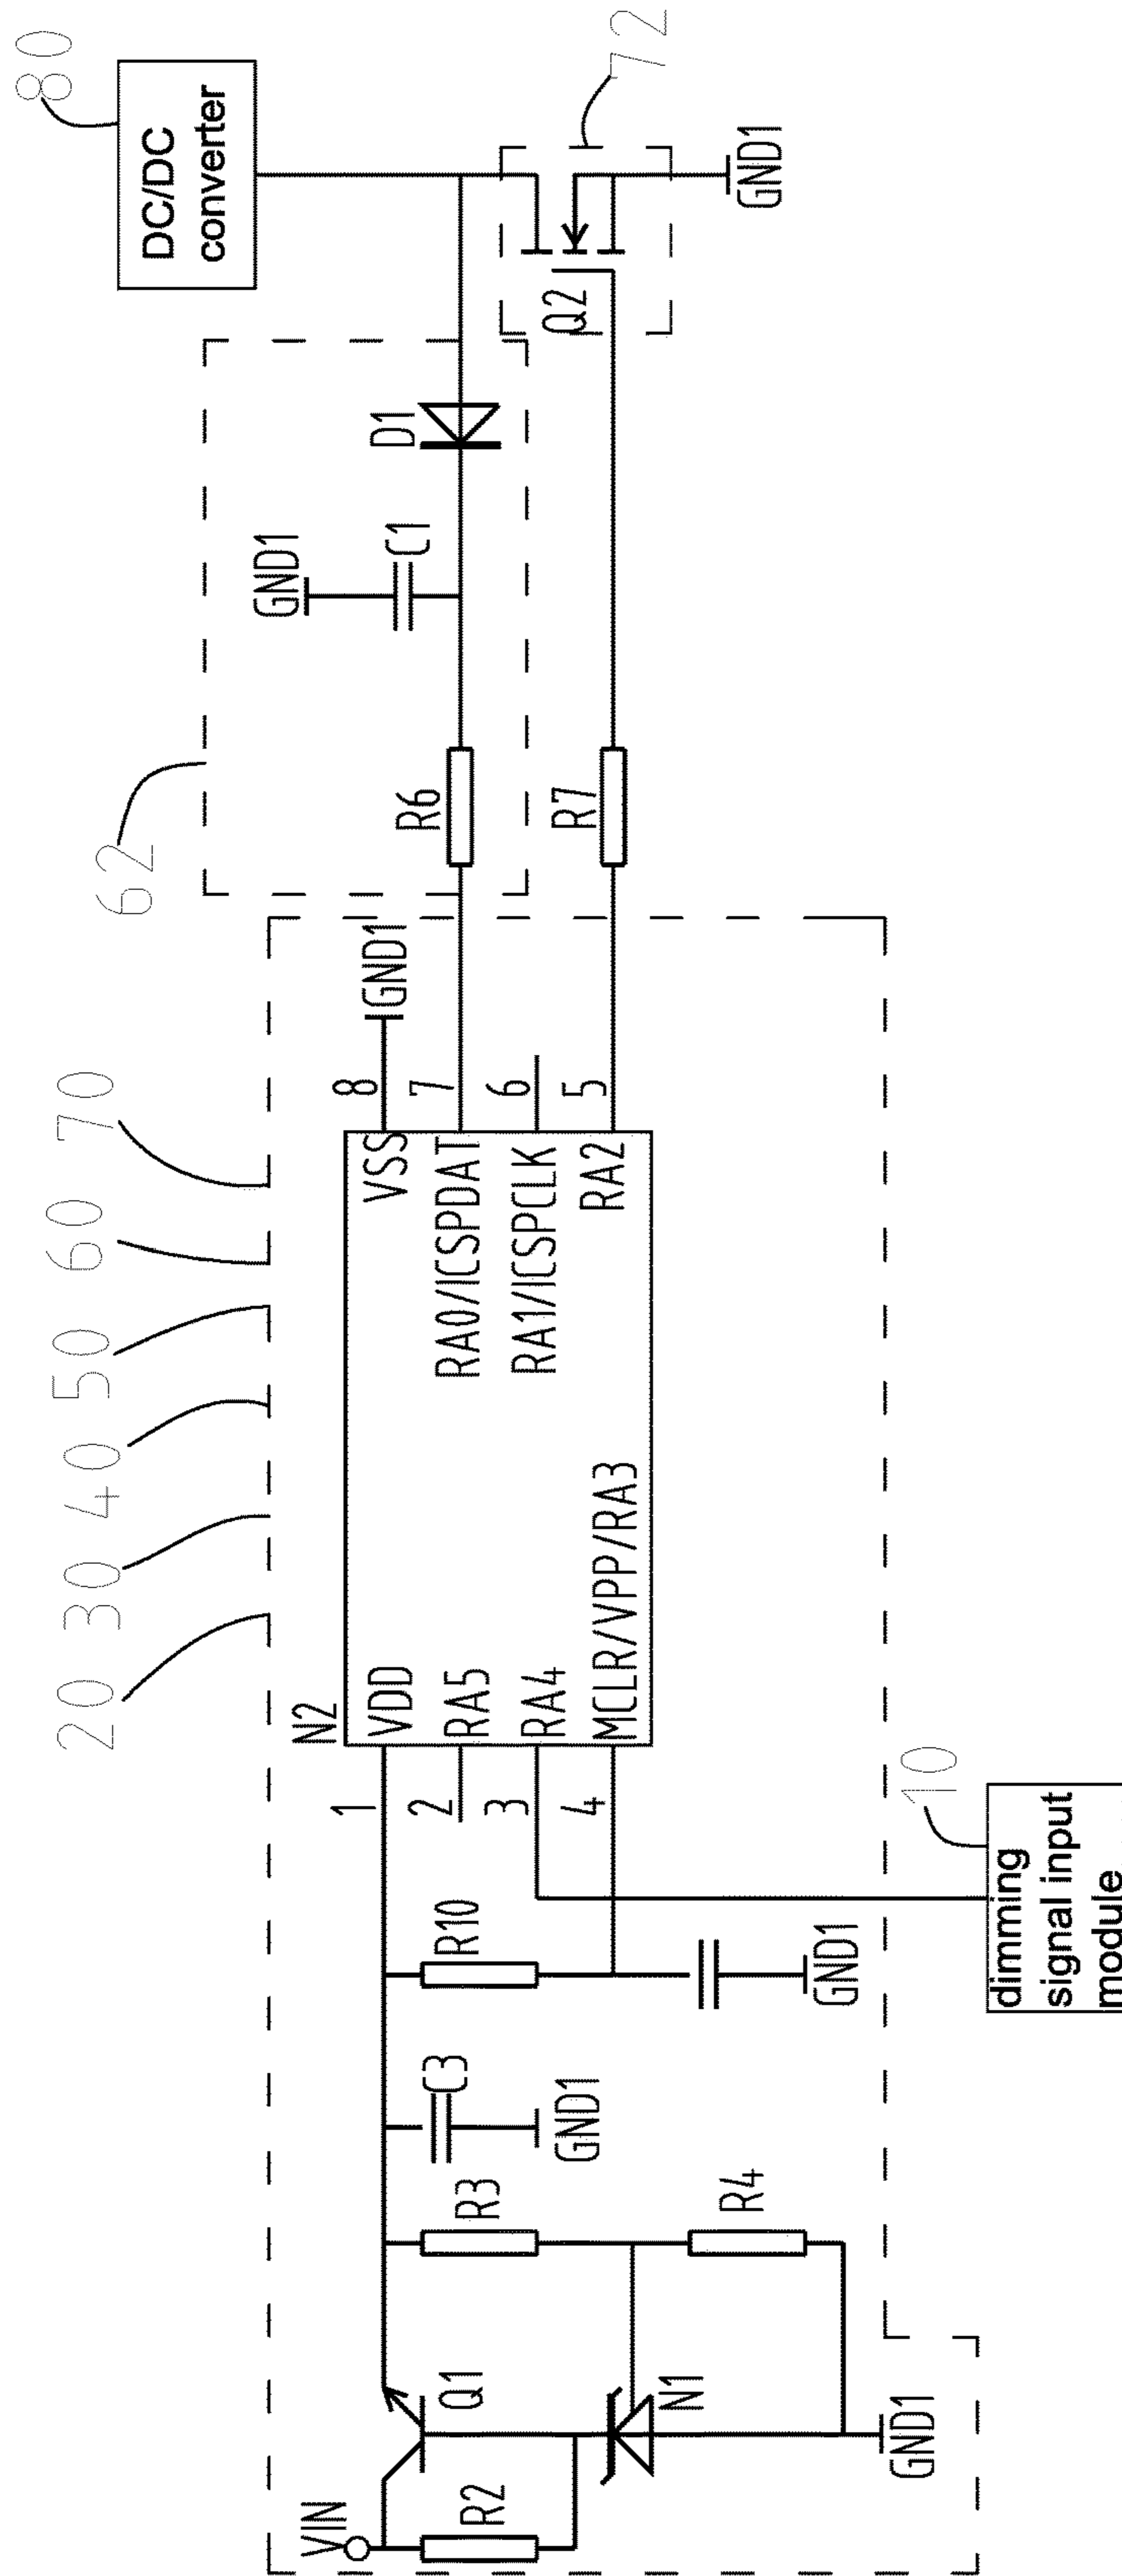 20
30
40
50
60
70
62
80
DC/DC
converter
VIN
R2
Q1
N1
GND1
R3
R4
C3
GND1
R10
GND1
N2
1
2
3
4
VDD
RA5
RA4
MCLR/VPP/RA3
VSS
RA0/ICSPDAT
RA1/ICSPCLK
RA2
8
7
6
5
GND1
R6
R7
GND1
C1
D1
Q2
72
GND1
10
dimming
signal input
module